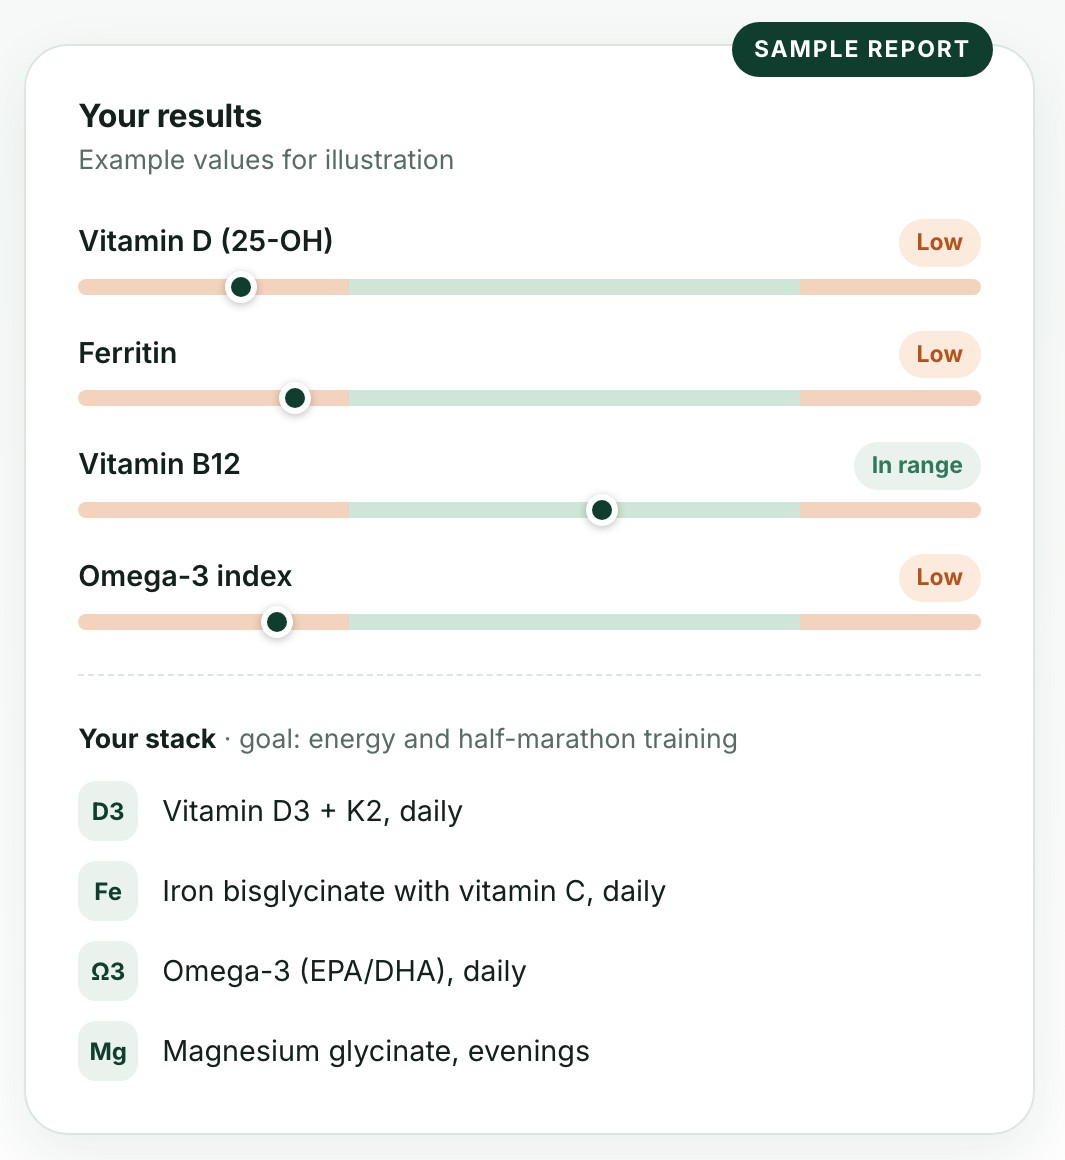 SAMPLE REPORT
Your results
Example values for illustration
Vitamin D (25-OH) Low
Ferritin Low
Vitamin B12 In range
Omega-3 index Low
Your stack · goal: energy and half-marathon training
D3 Vitamin D3 + K2, daily
Fe Iron bisglycinate with vitamin C, daily
Ω3 Omega-3 (EPA/DHA), daily
Mg Magnesium glycinate, evenings